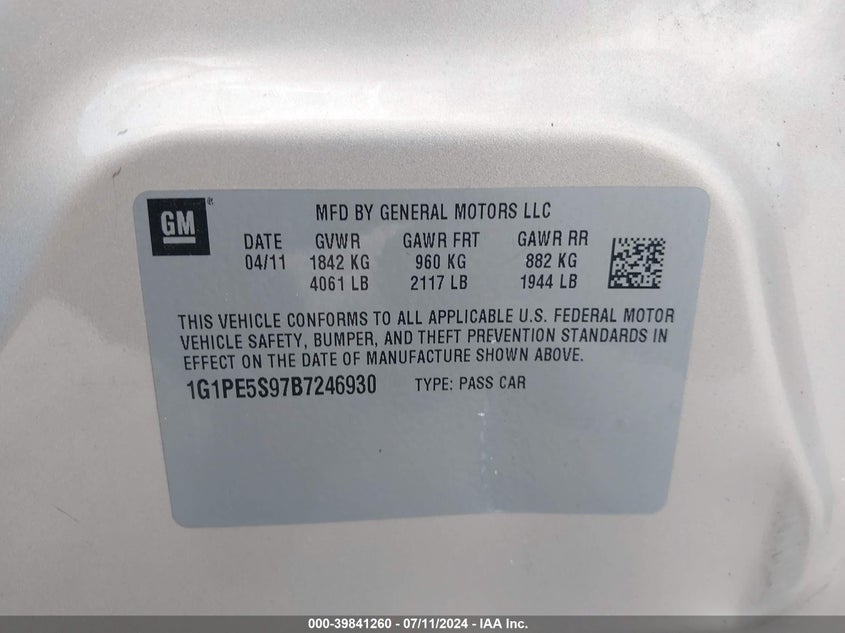 GM ®
MFD BY GENERAL MOTORS LLC
DATE GVWR GAWR FRT GAWR RR
04/11 1842 KG 960 KG 882 KG
4061 LB 2117 LB 1944 LB
THIS VEHICLE CONFORMS TO ALL APPLICABLE U.S. FEDERAL MOTOR
VEHICLE SAFETY, BUMPER, AND THEFT PREVENTION STANDARDS IN
EFFECT ON THE DATE OF MANUFACTURE SHOWN ABOVE.
1G1PE5S97B7246930 TYPE: PASS CAR
000-39841260 - 07/11/2024 - IAA Inc.